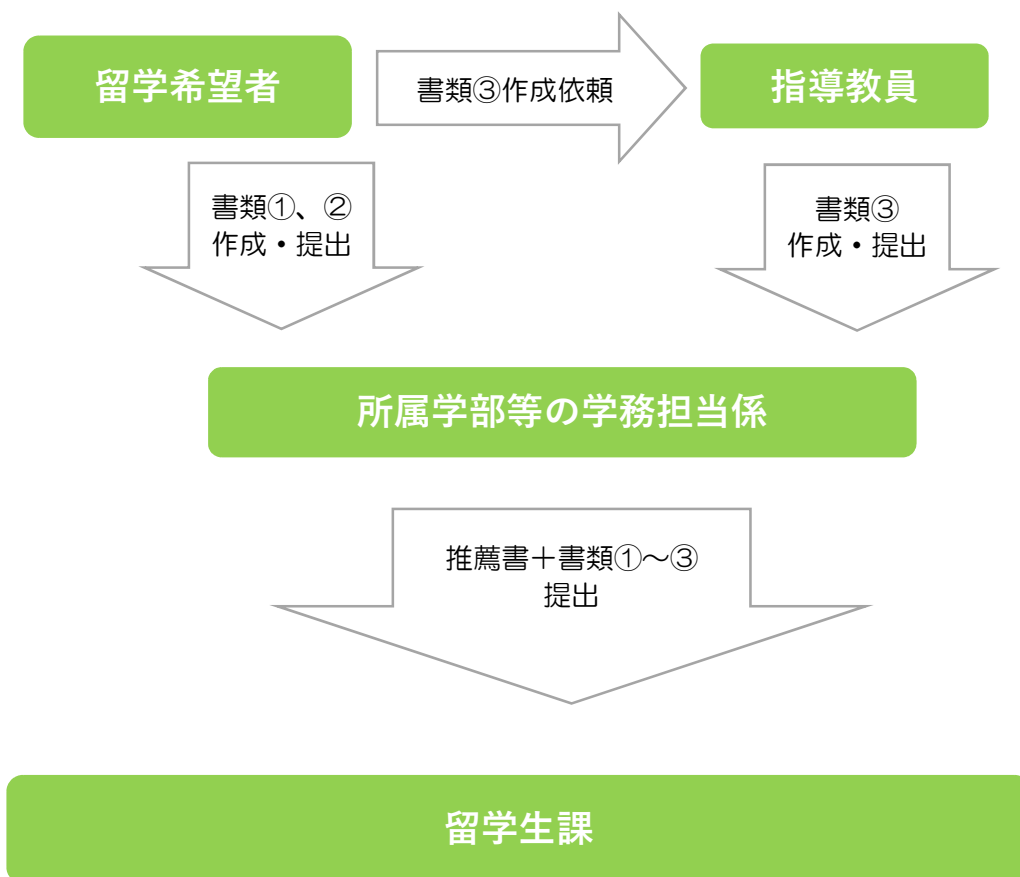 留学希望者
書類③作成依頼
指導教員
書類①、②
作成・提出
書類③
作成・提出
所属学部等の学務担当係
推薦書＋書類①～③
提出
留学生課